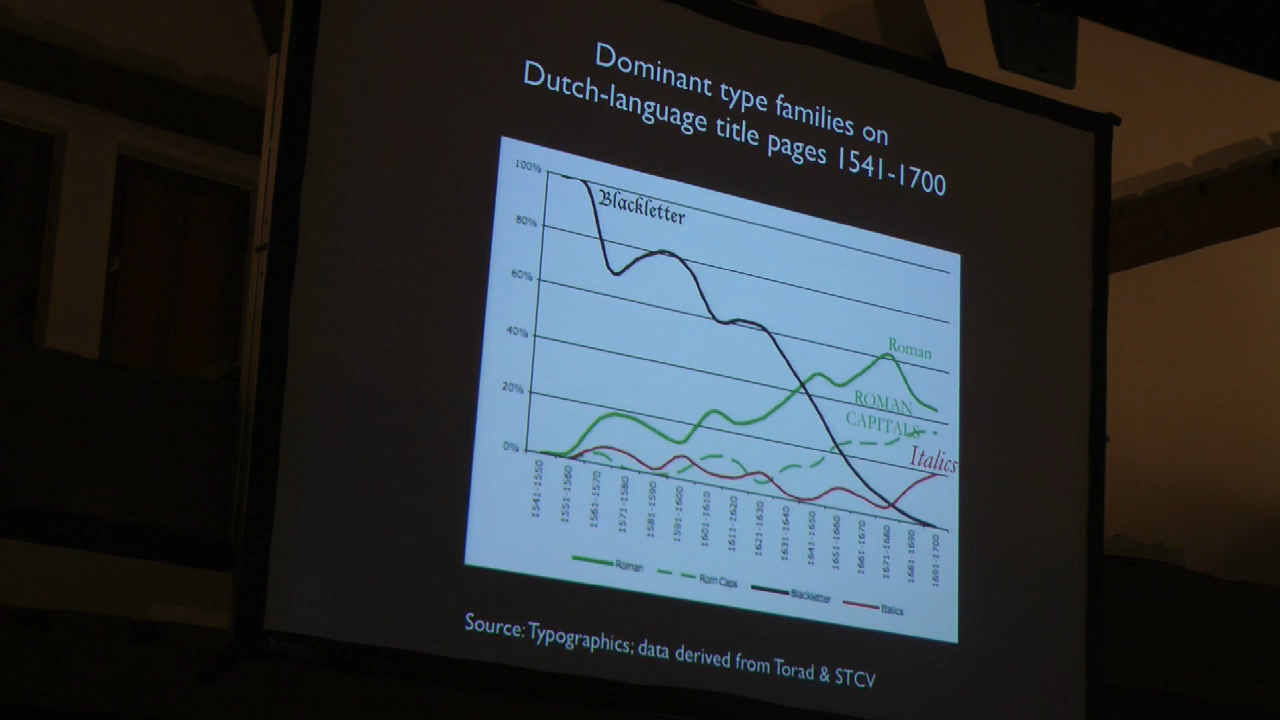 Dominant type families on
Dutch-language title pages 1541-1700
100%
Blackletter
80%
60%
40%
Roman
20%
ROMAN
CAPITALS
Italics
0%
1541-1550
1551-1560
1561-1570
1571-1580
1581-1590
1591-1600
1601-1610
1611-1620
1621-1630
1631-1640
1641-1650
1651-1660
1661-1670
1671-1680
1681-1690
1691-1700
Roman Rom Caps Blackletter Italics
Source: Typographics; data derived from Torad & STCV